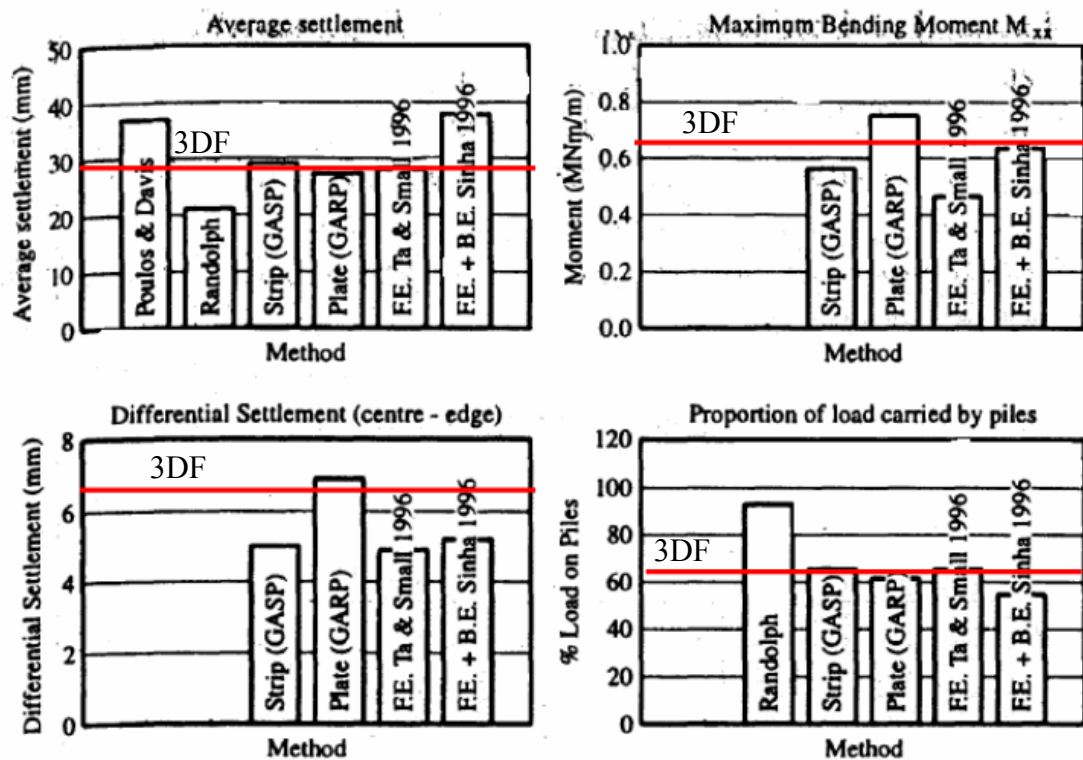 Average settlement
Average settlement (mm)
50
40
30
20
10
0
3DF
Poulos & Davis
Randolph
Strip (GASP)
Plate (GARP)
F.E. Ta & Small 1996
F.E. + B.E. Sinha 1996
Method
Maximum Bending Moment M xx
Moment (MNm/m)
1.0
0.8
0.6
0.4
0.2
0.0
3DF
Strip (GASP)
Plate (GARP)
F.E. Ta & Small 1996
F.E. + B.E. Sinha 1996
Method
Differential Settlement (centre - edge)
Differential Settlement (mm)
8
6
4
2
0
3DF
Strip (GASP)
Plate (GARP)
F.E. Ta & Small 1996
F.E. + B.E. Sinha 1996
Method
Proportion of load carried by piles
% Load on Piles
120
100
80
60
40
20
0
3DF
Randolph
Strip (GASP)
Plate (GARP)
F.E. Ta & Small 1996
F.E. + B.E. Sinha 1996
Method